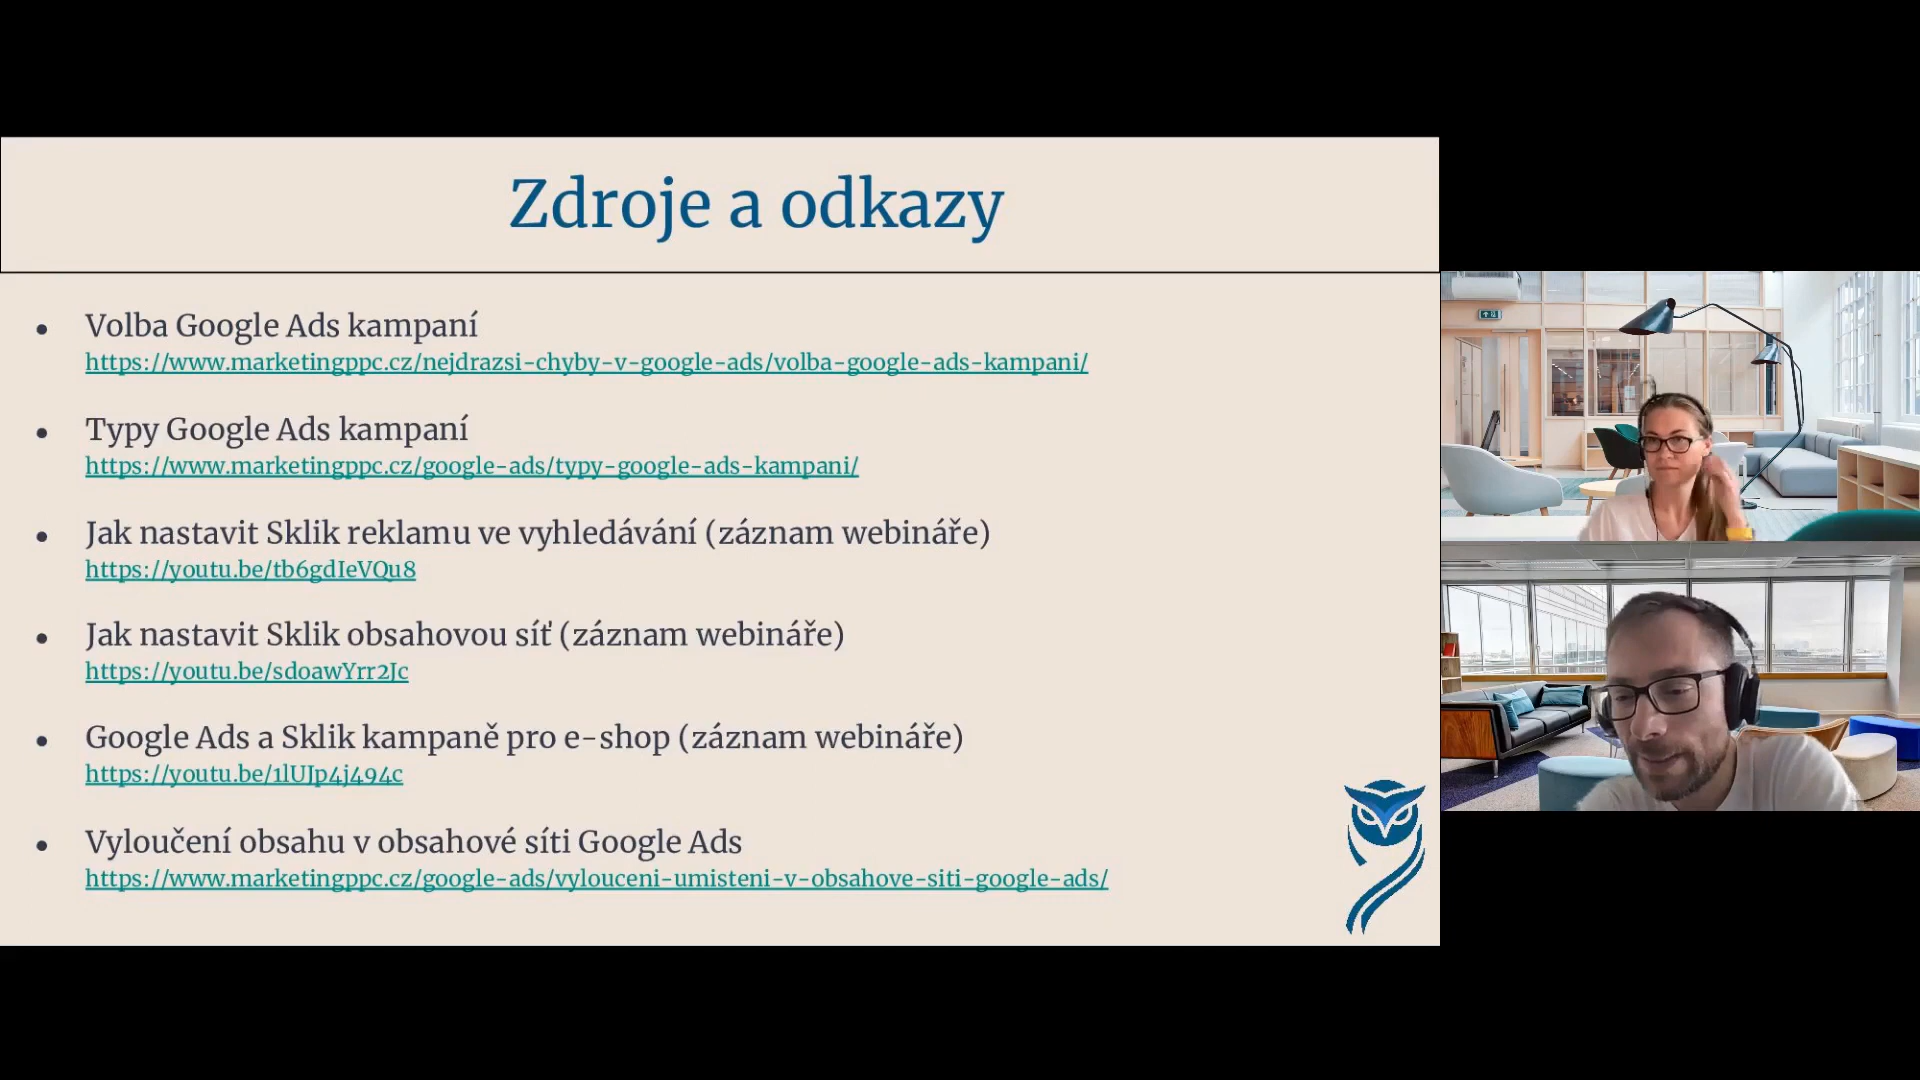 Zdroje a odkazy
Volba Google Ads kampaní
https://www.marketingppc.cz/nejdrazsi-chyby-v-google-ads/volba-google-ads-kampani/
Typy Google Ads kampaní
https://www.marketingppc.cz/google-ads/typy-google-ads-kampani/
Jak nastavit Sklik reklamu ve vyhledávání (záznam webináře)
https://youtu.be/tb6gdIeVQu8
Jak nastavit Sklik obsahovou síť (záznam webináře)
https://youtu.be/sdoawYrr2Jc
Google Ads a Sklik kampaně pro e-shop (záznam webináře)
https://youtu.be/1lUJp4j494c
Vyloučení obsahu v obsahové síti Google Ads
https://www.marketingppc.cz/google-ads/vylouceni-umisteni-v-obsahove-siti-google-ads/